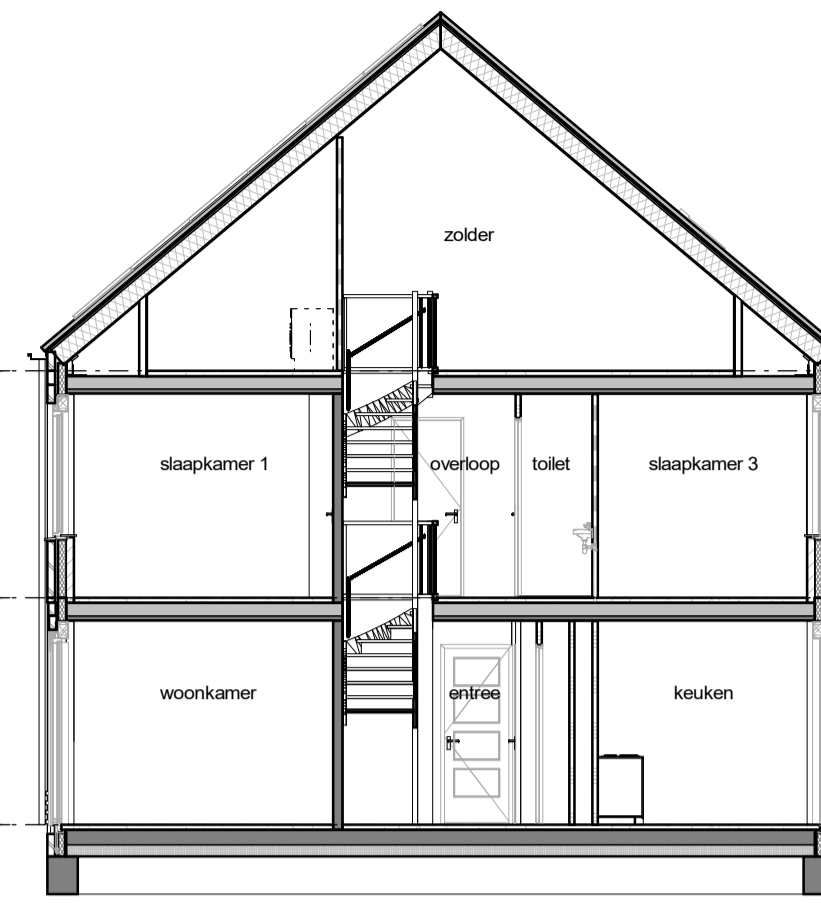 zolder
slaapkamer 1
overloop
toilet
slaapkamer 3
woonkamer
entree
keuken